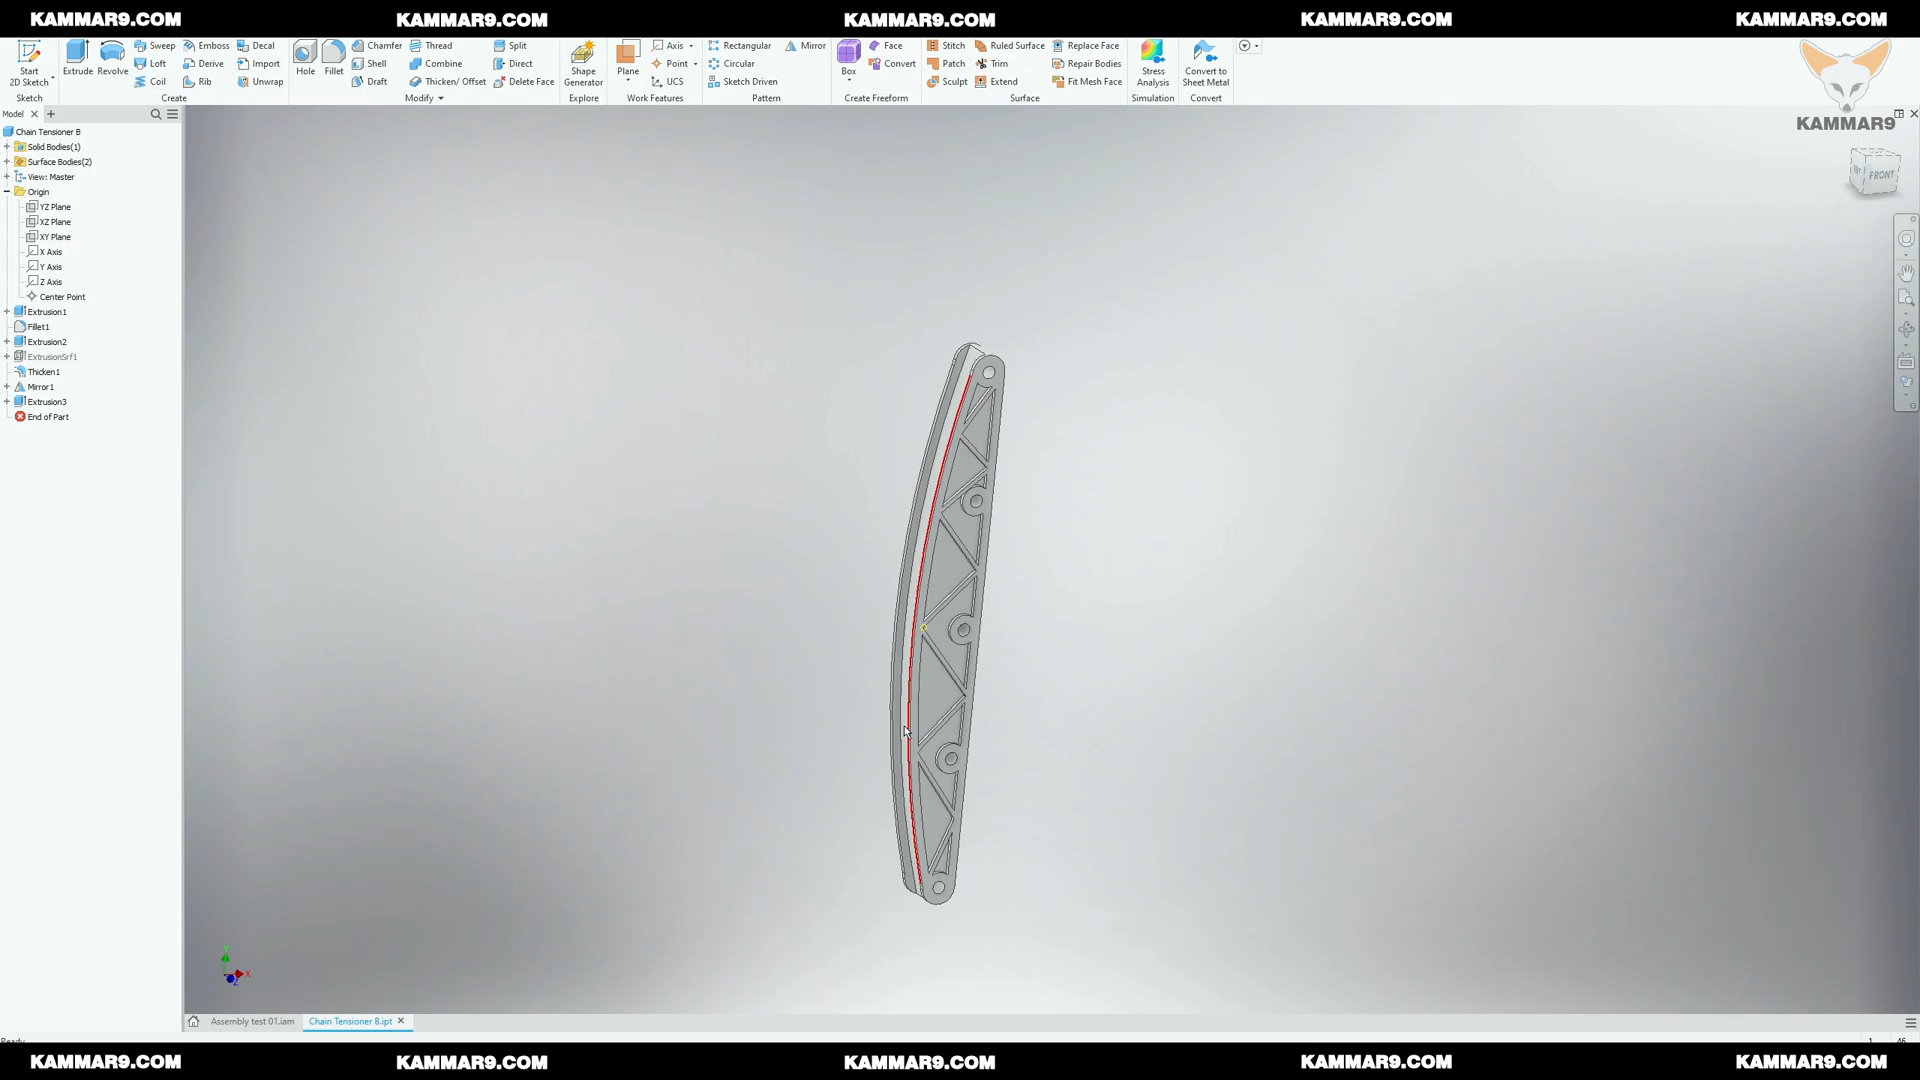 KAMMAR9.COM KAMMAR9.COM KAMMAR9.COM KAMMAR9.COM KAMMAR9.COM
Start
2D Sketch
Sketch
Extrude
Revolve
Sweep
Emboss
Decal
Loft
Derive
Import
Coil
Rib
Unwrap
Create
Hole
Fillet
Chamfer
Thread
Split
Shell
Combine
Direct
Draft
Thicken/ Offset
Delete Face
Modify
Shape
Generator
Explore
Plane
Axis
Point
UCS
Work Features
Rectangular
Mirror
Circular
Sketch Driven
Pattern
Box
Face
Convert
Create Freeform
Stitch
Ruled Surface
Replace Face
Patch
Trim
Repair Bodies
Sculpt
Extend
Fit Mesh Face
Surface
Stress
Analysis
Simulation
Convert to
Sheet Metal
Convert
KAMMAR9
FRONT
Model
Chain Tensioner B
Solid Bodies(1)
Surface Bodies(2)
View: Master
Origin
YZ Plane
XZ Plane
XY Plane
X Axis
Y Axis
Z Axis
Center Point
Extrusion1
Fillet1
Extrusion2
ExtrusionSrf1
Thicken1
Mirror1
Extrusion3
End of Part
Y
X
Z
Assembly test 01.iam
Chain Tensioner B.ipt
Ready
1 46
KAMMAR9.COM KAMMAR9.COM KAMMAR9.COM KAMMAR9.COM KAMMAR9.COM